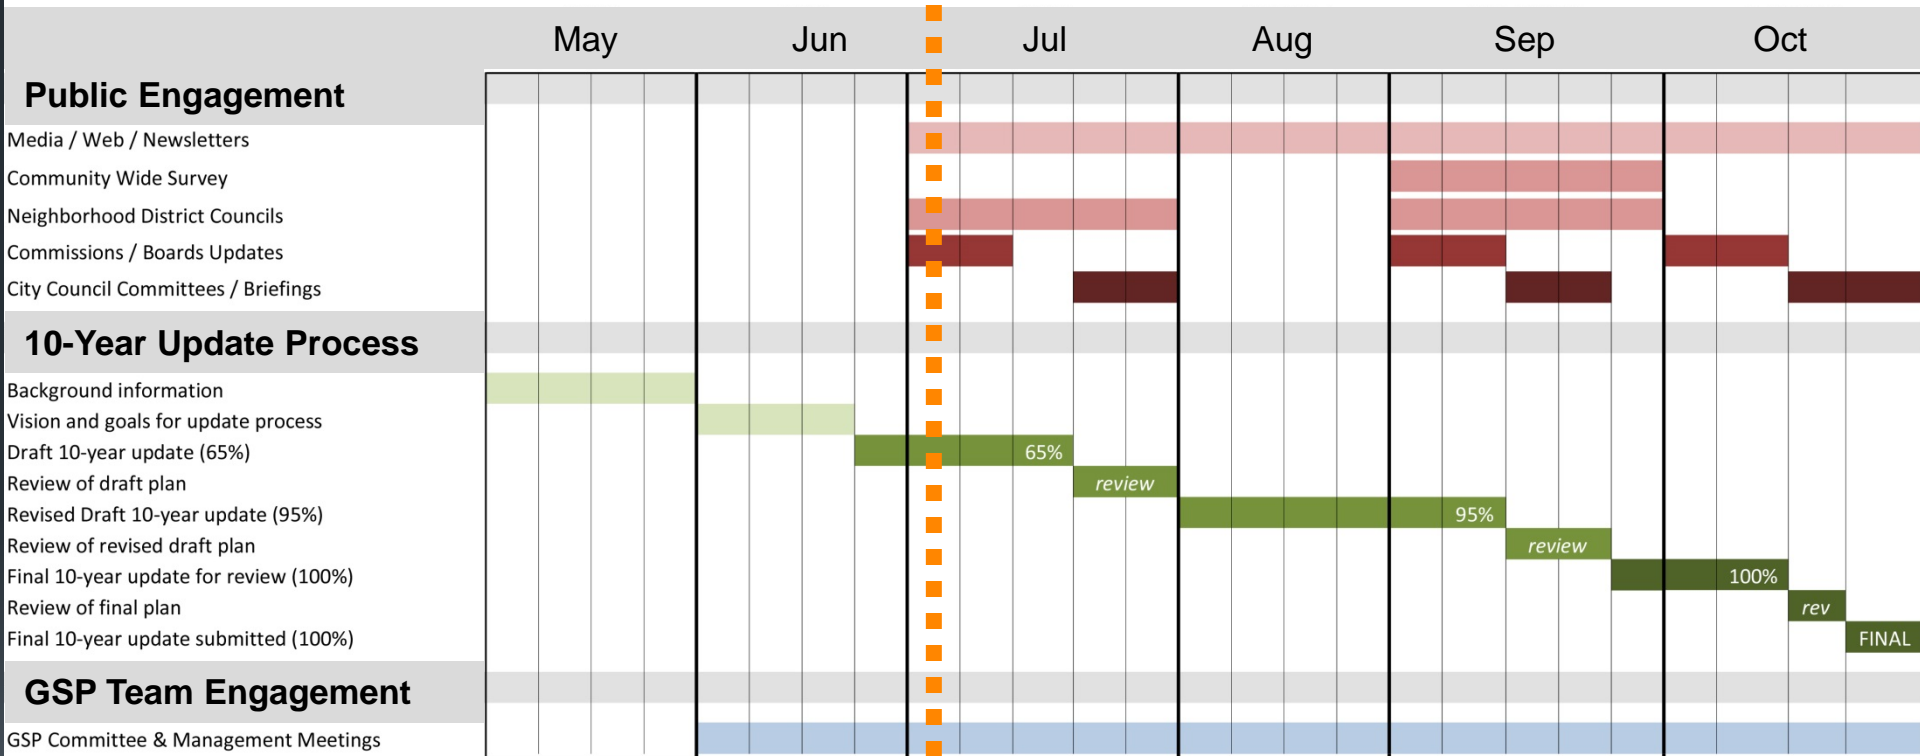 May Jun Jul Aug Sep Oct
Public Engagement
Media / Web / Newsletters
Community Wide Survey
Neighborhood District Councils
Commissions / Boards Updates
City Council Committees / Briefings
10-Year Update Process
Background information
Vision and goals for update process
Draft 10-year update (65%) 65%
Review of draft plan review
Revised Draft 10-year update (95%) 95%
Review of revised draft plan review
Final 10-year update for review (100%) 100%
Review of final plan rev
Final 10-year update submitted (100%) FINAL
GSP Team Engagement
GSP Committee & Management Meetings